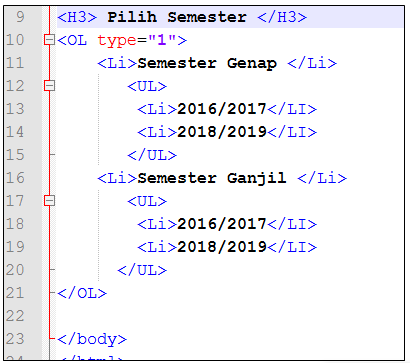 9 <H3> Pilih Semester </H3>
10 <OL type="1">
11 <Li>Semester Genap </Li>
12 <UL>
13 <Li>2016/2017</LI>
14 <Li>2018/2019</LI>
15 </UL>
16 <Li>Semester Ganjil </Li>
17 <UL>
18 <Li>2016/2017</LI>
19 <Li>2018/2019</LI>
20 </UL>
21 </OL>
22
23 </body>
24 </html>